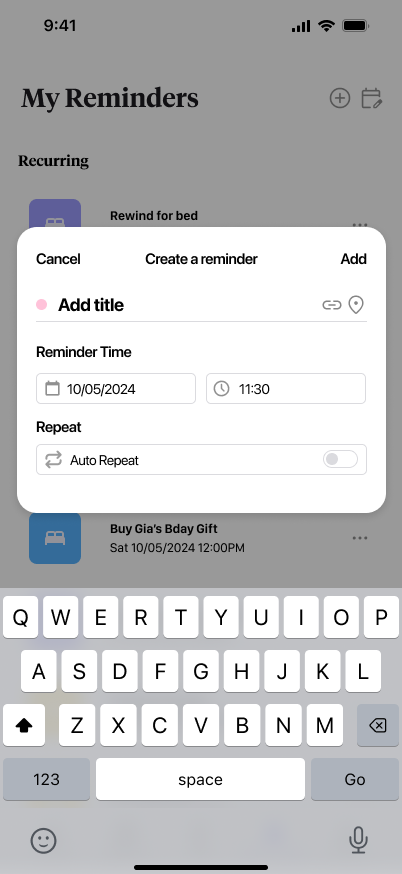 9:41
My Reminders
Recurring
Rewind for bed
Cancel Create a reminder Add
Add title
Reminder Time
10/05/2024 11:30
Repeat
Auto Repeat
Buy Gia's Bday Gift
Sat 10/05/2024 12:00PM
Q W E R T Y U I O P
A S D F G H J K L
Z X C V B N M
123 space Go